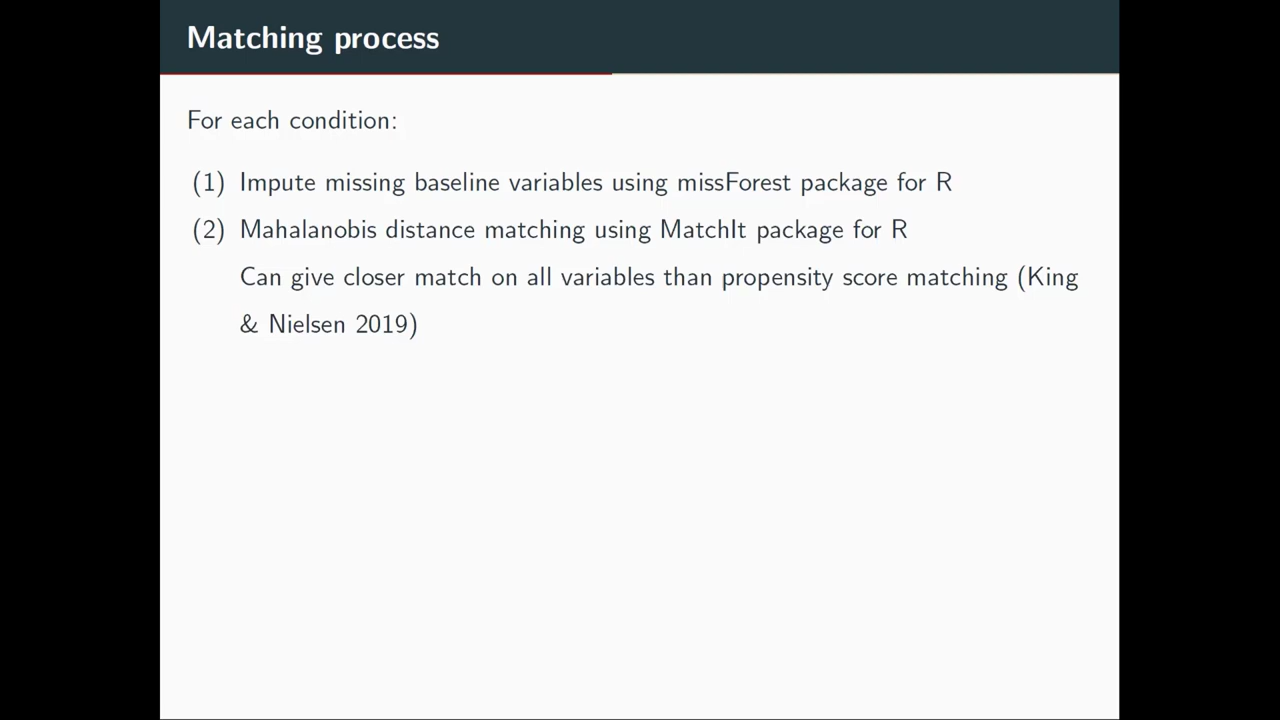 Matching process
For each condition:
(1) Impute missing baseline variables using missForest package for R
(2) Mahalanobis distance matching using MatchIt package for R
Can give closer match on all variables than propensity score matching (King
& Nielsen 2019)